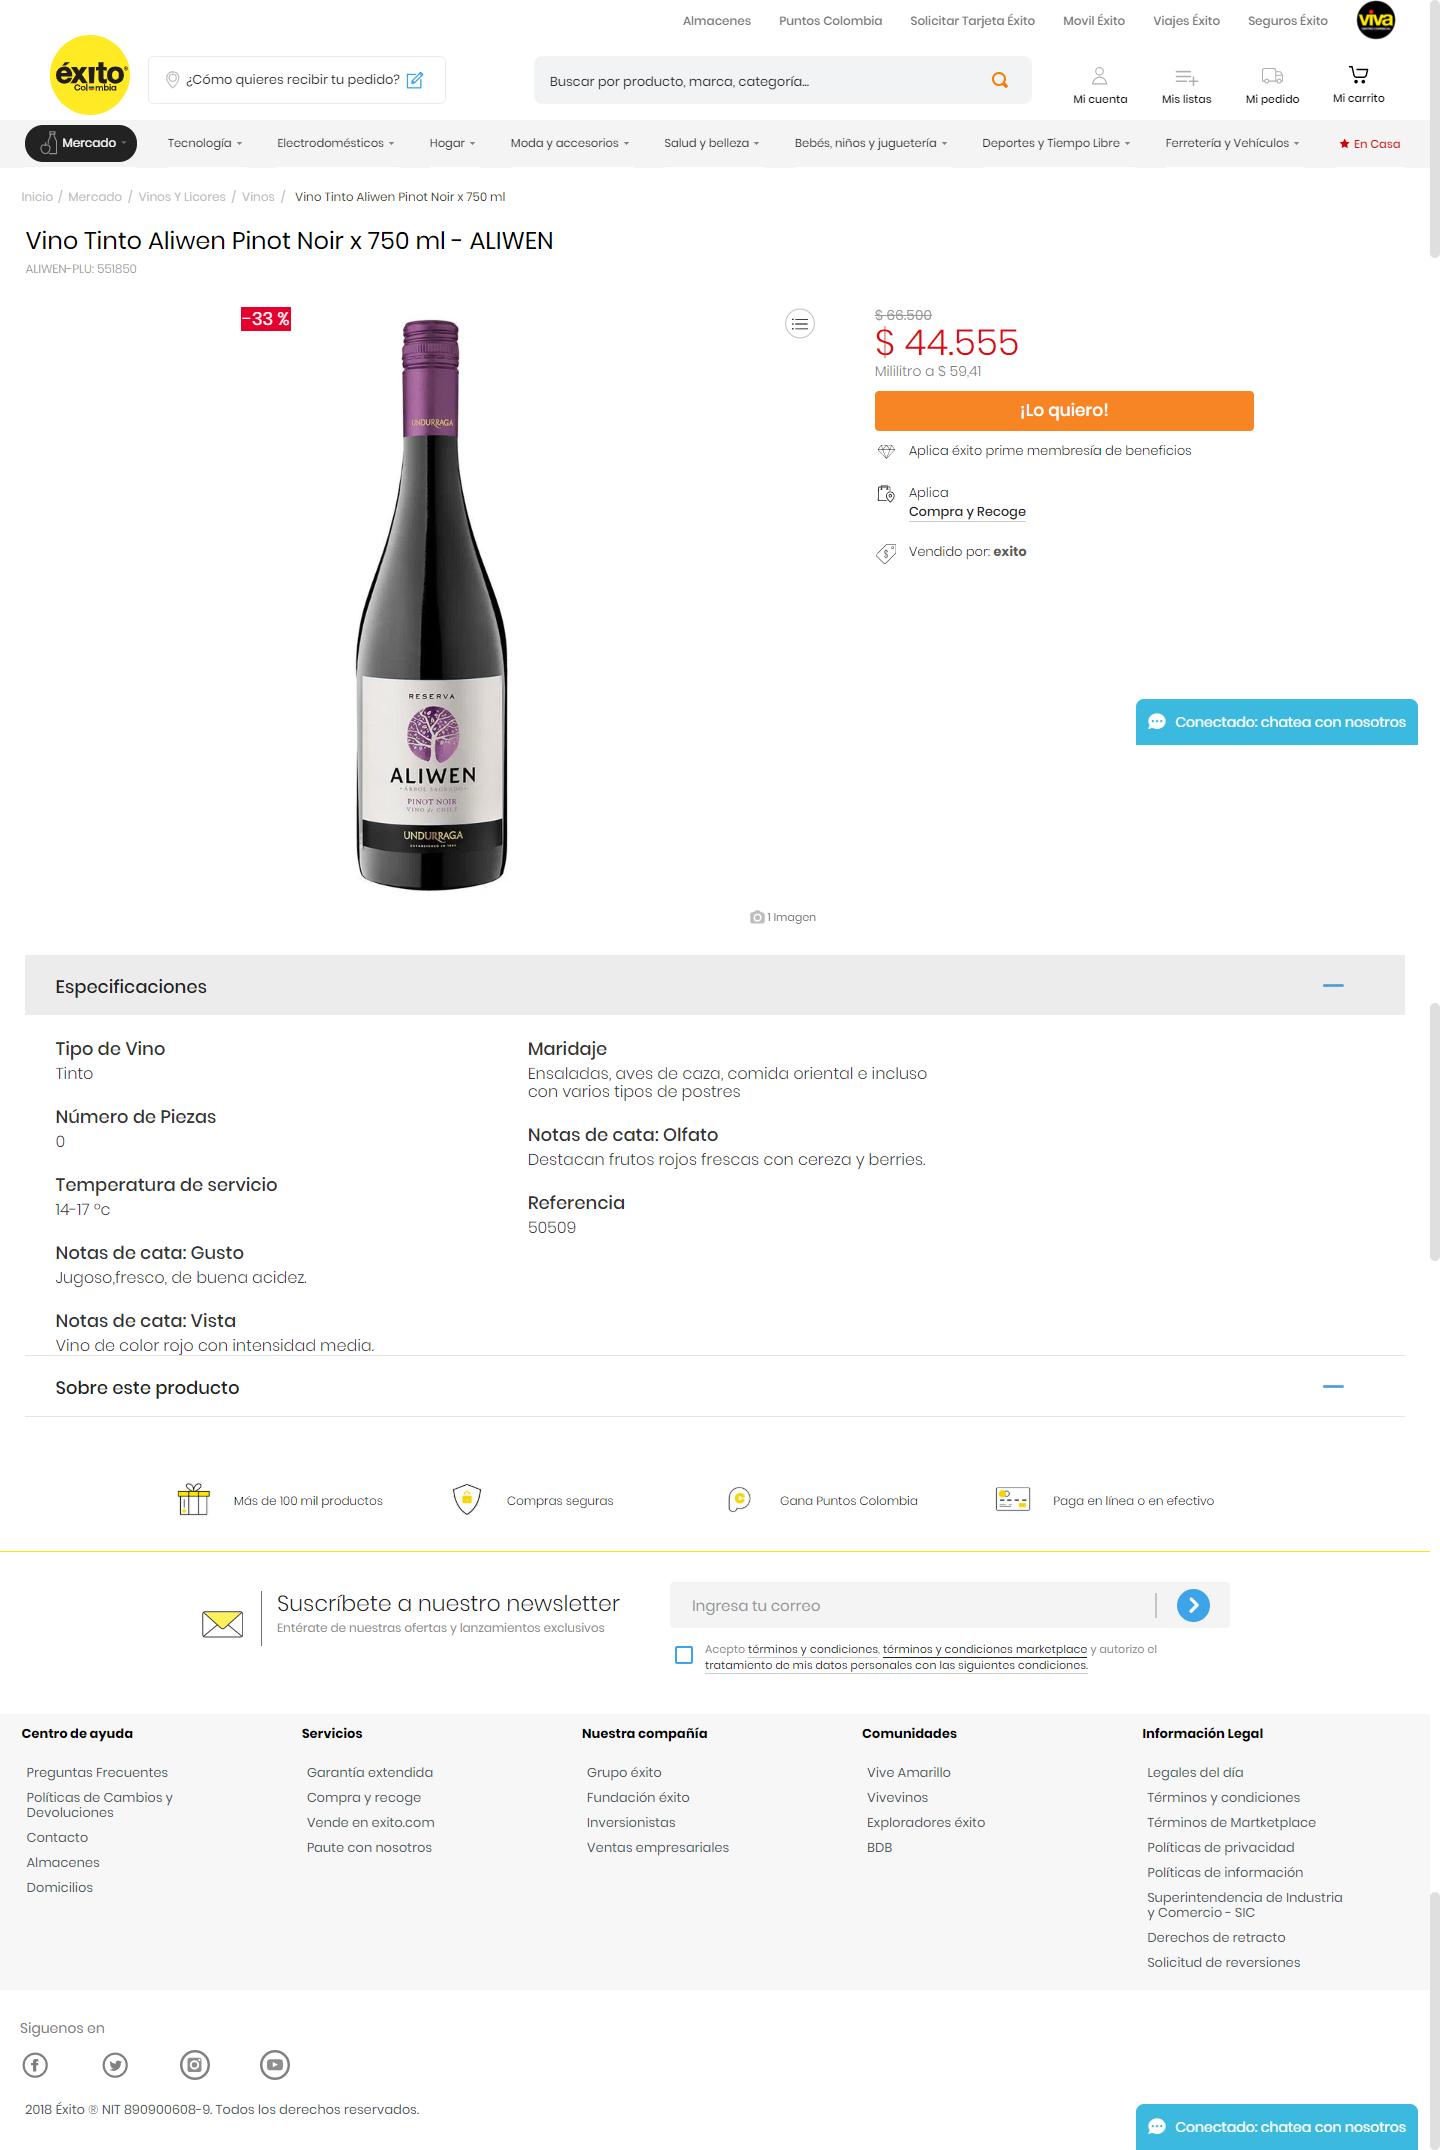 Almacenes Puntos Colombia Solicitar Tarjeta Éxito Movil Éxito Viajes Éxito Seguros Éxito viva
éxito
Colombia
¿Cómo quieres recibir tu pedido?
Buscar por producto, marca, categoría...
Mi cuenta Mis listas Mi pedido Mi carrito
Mercado Tecnología Electrodomésticos Hogar Moda y accesorios Salud y belleza Bebés, niños y juguetería Deportes y Tiempo Libre Ferretería y Vehículos En Casa
Inicio / Mercado / Vinos Y Licores / Vinos / Vino Tinto Aliwen Pinot Noir x 750 ml
Vino Tinto Aliwen Pinot Noir x 750 ml - ALIWEN
ALIWEN-PLU: 551850
-33 %
UNDURRAGA
RESERVA
ALIWEN
ÁRBOL SAGRADO
PINOT NOIR
VINO de CHILE
UNDURRAGA
1 Imagen
$ 66.500
$ 44.555
Mililitro a $ 59,41
¡Lo quiero!
Aplica éxito prime membresía de beneficios
Aplica
Compra y Recoge
Vendido por: exito
Conectado: chatea con nosotros
Especificaciones
Tipo de Vino
Tinto
Número de Piezas
0
Temperatura de servicio
14-17 ºc
Notas de cata: Gusto
Jugoso,fresco, de buena acidez.
Notas de cata: Vista
Vino de color rojo con intensidad media.
Maridaje
Ensaladas, aves de caza, comida oriental e incluso
con varios tipos de postres
Notas de cata: Olfato
Destacan frutos rojos frescas con cereza y berries.
Referencia
50509
Sobre este producto
Más de 100 mil productos
Compras seguras
Gana Puntos Colombia
Paga en línea o en efectivo
Suscríbete a nuestro newsletter
Entérate de nuestras ofertas y lanzamientos exclusivos
Ingresa tu correo
Acepto términos y condiciones, términos y condiciones marketplace y autorizo el
tratamiento de mis datos personales con las siguientes condiciones.
Centro de ayuda
Preguntas Frecuentes
Políticas de Cambios y
Devoluciones
Contacto
Almacenes
Domicilios
Servicios
Garantía extendida
Compra y recoge
Vende en exito.com
Paute con nosotros
Nuestra compañía
Grupo éxito
Fundación éxito
Inversionistas
Ventas empresariales
Comunidades
Vive Amarillo
Vivevinos
Exploradores éxito
BDB
Información Legal
Legales del día
Términos y condiciones
Términos de Martketplace
Políticas de privacidad
Políticas de información
Superintendencia de Industria
y Comercio - SIC
Derechos de retracto
Solicitud de reversiones
Siguenos en
2018 Éxito ® NIT 890900608-9. Todos los derechos reservados.
Conectado: chatea con nosotros